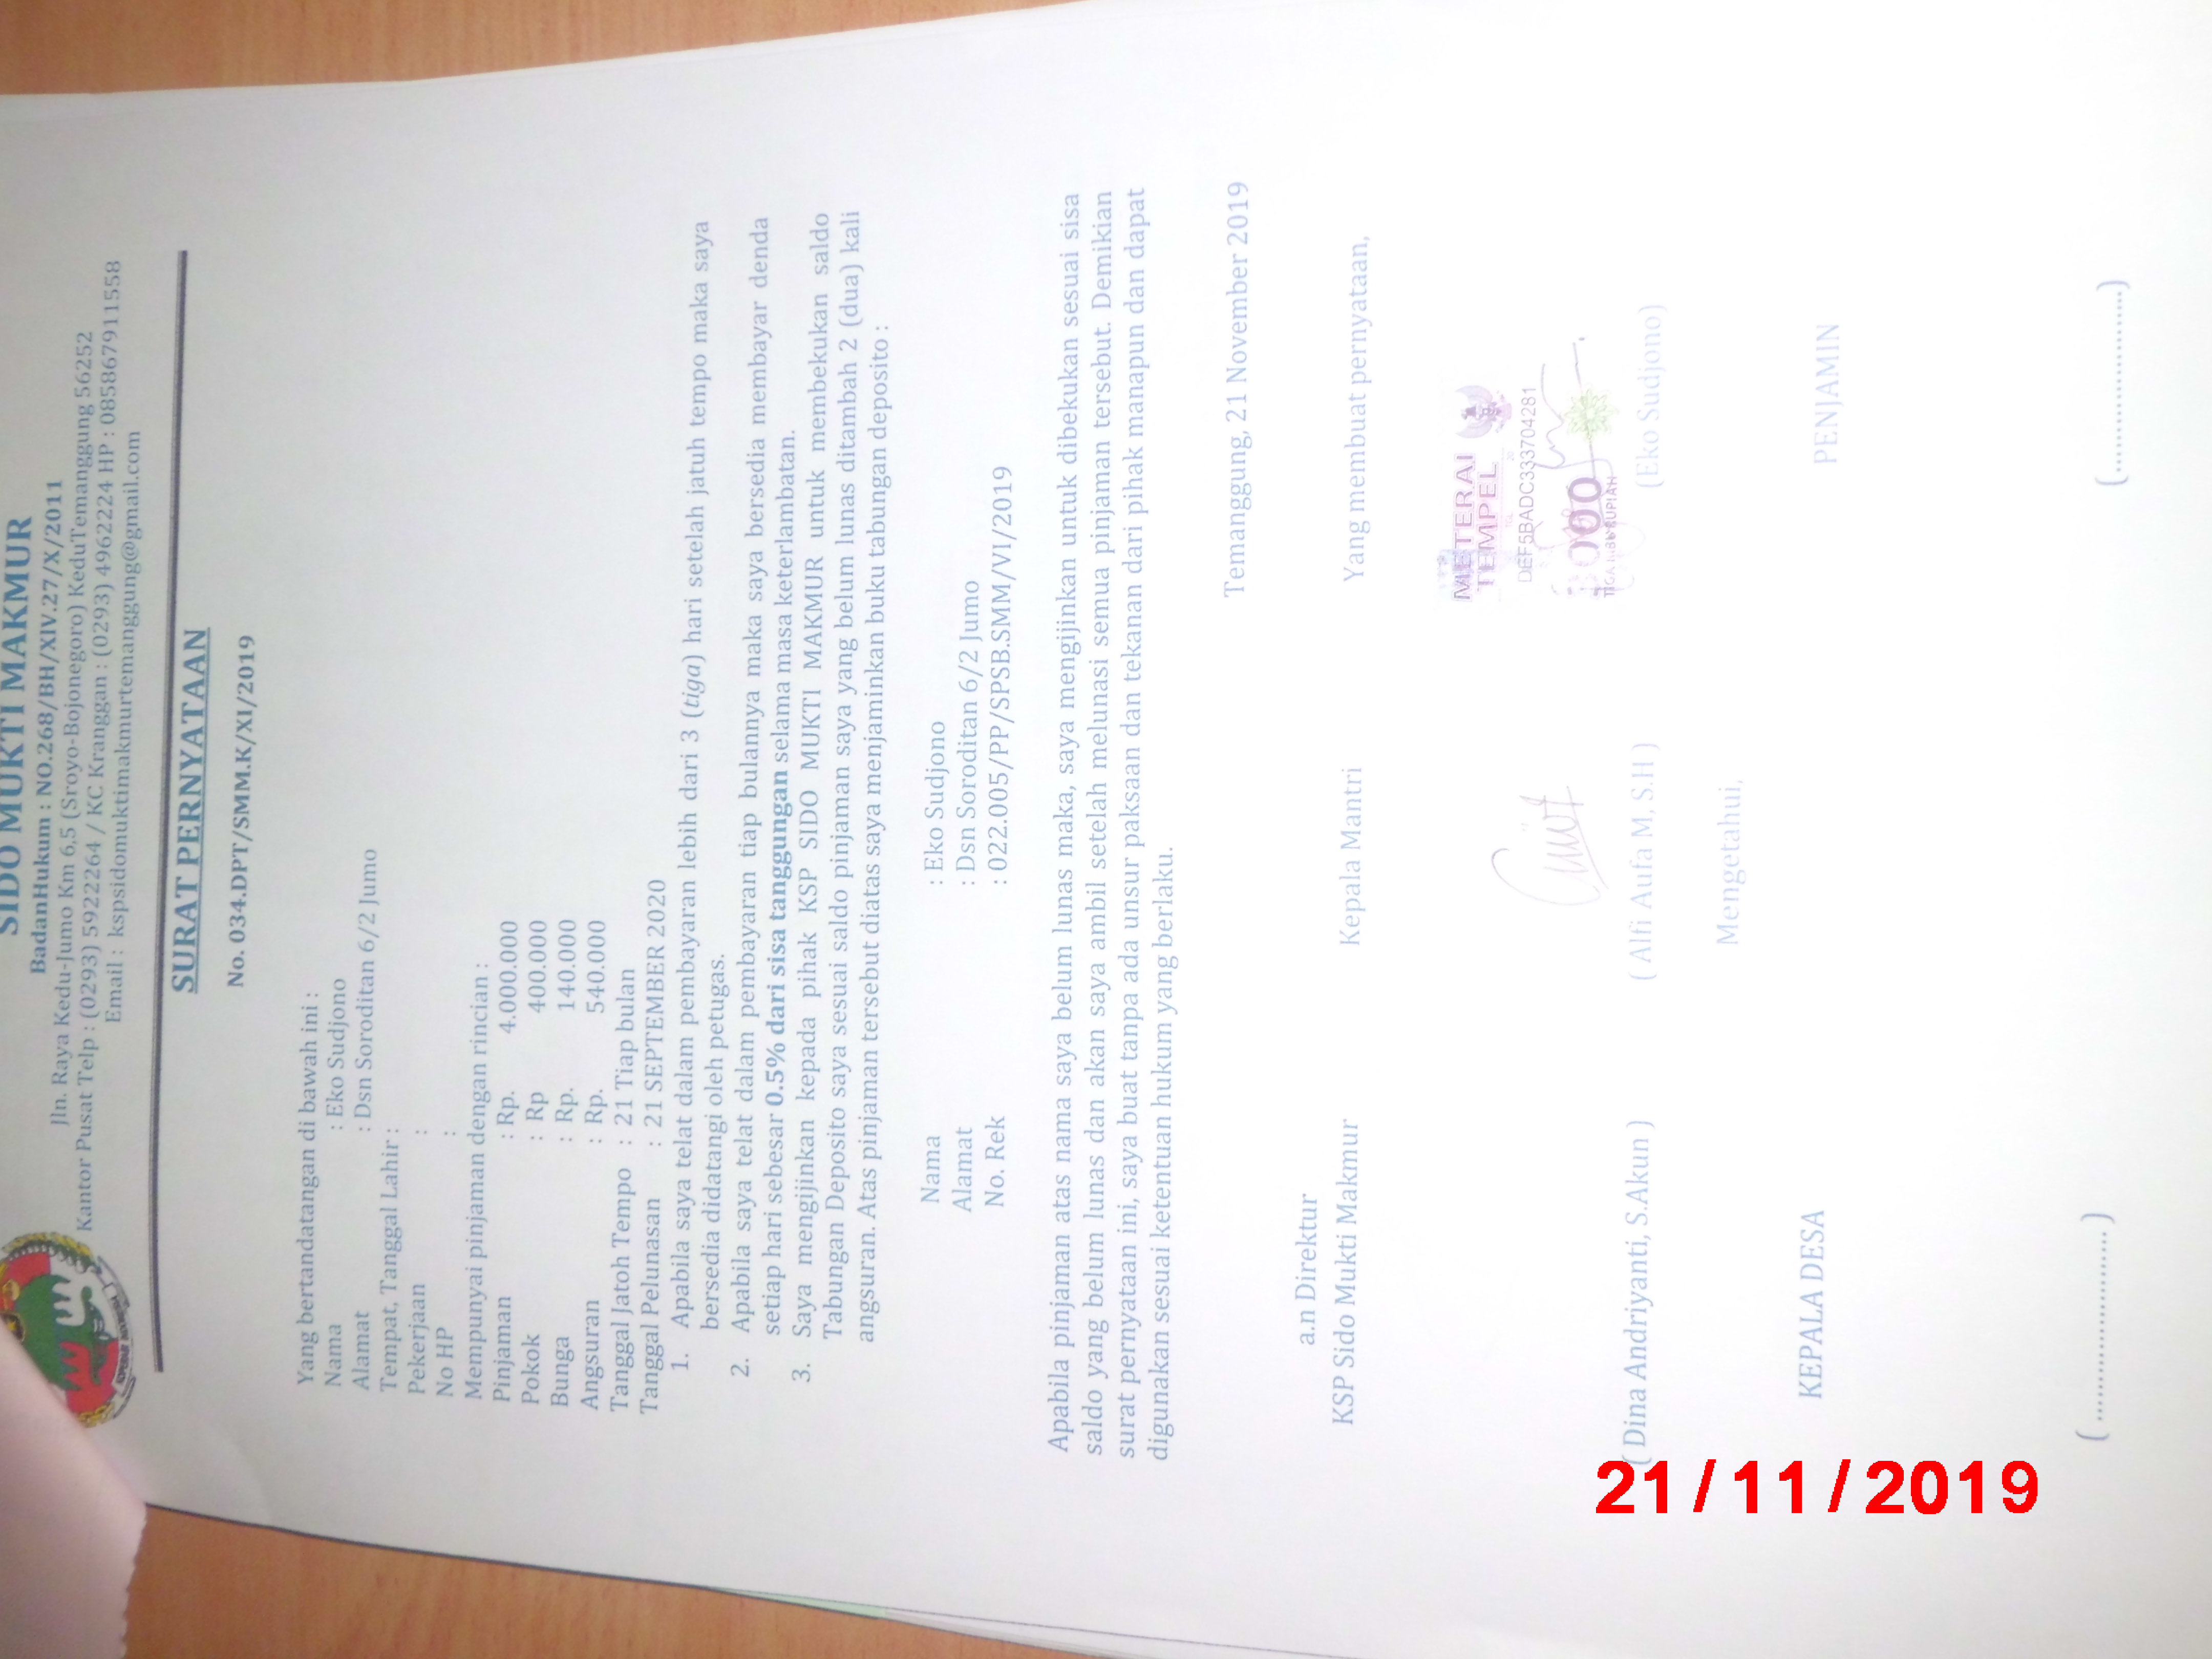 SIDO MUKTI MAKMUR
BadanHukum : NO.268/BH/XIV.27/X/2011
Jln. Raya Kedu-Jumo Km 6,5 (Sroyo-Bojonegoro) KeduTemanggung 56252
Kantor Pusat Telp : (0293) 5922264 / KC Kranggan : (0293) 4962224 HP : 085867911558
Email : kspsidomuktimakmurtemanggung@gmail.com
SURAT PERNYATAAN
No. 034.DPT/SMM.K/XI/2019
Yang bertandatangan di bawah ini :
Nama : Eko Sudjono
Alamat : Dsn Soroditan 6/2 Jumo
Tempat, Tanggal Lahir :
Pekerjaan :
No HP :
Mempunyai pinjaman dengan rincian :
Pinjaman : Rp. 4.000.000
Pokok : Rp 400.000
Bunga : Rp. 140.000
Angsuran : Rp. 540.000
Tanggal Jatoh Tempo : 21 Tiap bulan
Tanggal Pelunasan : 21 SEPTEMBER 2020
1. Apabila saya telat dalam pembayaran lebih dari 3 (tiga) hari setelah jatuh tempo maka saya
bersedia didatangi oleh petugas.
2. Apabila saya telat dalam pembayaran tiap bulannya maka saya bersedia membayar denda
setiap hari sebesar 0.5% dari sisa tanggungan selama masa keterlambatan.
3. Saya mengijinkan kepada pihak KSP SIDO MUKTI MAKMUR untuk membekukan saldo
Tabungan Deposito saya sesuai saldo pinjaman saya yang belum lunas ditambah 2 (dua) kali
angsuran. Atas pinjaman tersebut diatas saya menjaminkan buku tabungan deposito :
Nama : Eko Sudjono
Alamat : Dsn Soroditan 6/2 Jumo
No. Rek : 022.005/PP/SPSB.SMM/VI/2019
Apabila pinjaman atas nama saya belum lunas maka, saya mengijinkan untuk dibekukan sesuai sisa
saldo yang belum lunas dan akan saya ambil setelah melunasi semua pinjaman tersebut. Demikian
surat pernyataan ini, saya buat tanpa ada unsur paksaan dan tekanan dari pihak manapun dan dapat
digunakan sesuai ketentuan hukum yang berlaku.
Temanggung, 21 November 2019
a.n Direktur
KSP Sido Mukti Makmur Kepala Mantri Yang membuat pernyataan,
METERAI
TEMPEL
DEF5BADC333704281
3000
TIGA RIBU RUPIAH
( Dina Andriyanti, S.Akun ) ( Alfi Aufa M, S.H ) (Eko Sudjono)
Mengetahui,
KEPALA DESA PENJAMIN
( ........................ ) (........................)
21/11/2019